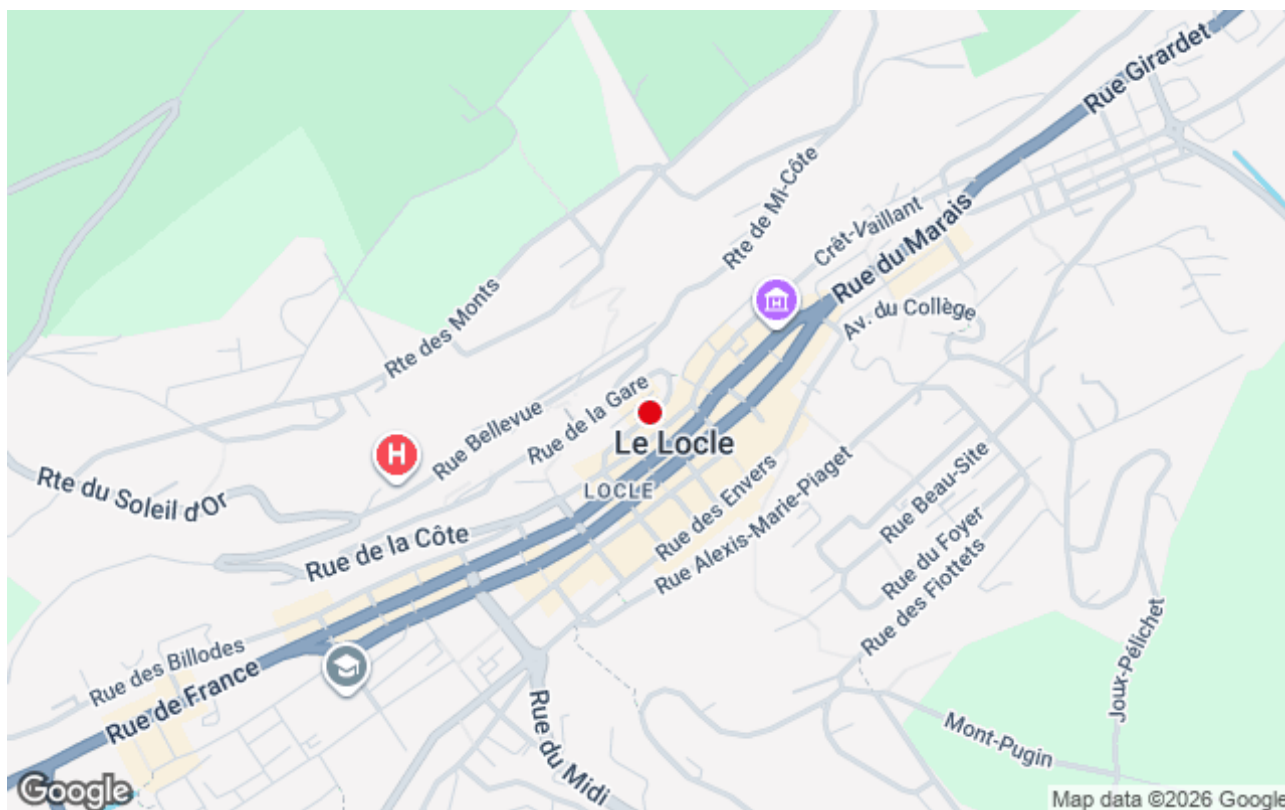 Rue Girardet
Rte de Mi-Côte
Crêt-Vaillant
Rue du Marais
Av. du Collège
Rte des Monts
Rue de la Gare
Rue Bellevue
H
Le Locle
LOCLE
Rte du Soleil d'Or
Rue de la Côte
Rue des Envers
Rue Alexis-Marie-Piaget
Rue Beau-Site
Rue du Foyer
Rue des Fiottets
Rue des Billodes
Rue de France
Rue du Midi
Joux-Pélichet
Mont-Pugin
Google
Map data ©2026 Google